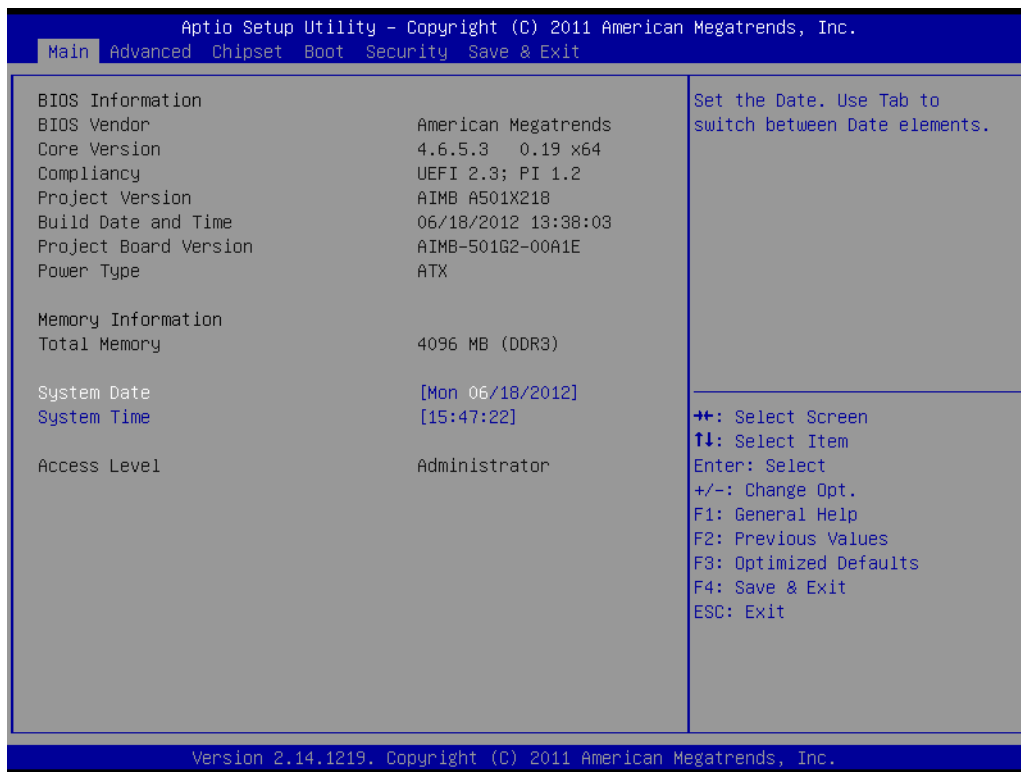 Aptio Setup Utility – Copyright (C) 2011 American Megatrends, Inc.
Main Advanced Chipset Boot Security Save & Exit
BIOS Information
BIOS Vendor American Megatrends
Core Version 4.6.5.3 0.19 x64
Compliancy UEFI 2.3; PI 1.2
Project Version AIMB A501X218
Build Date and Time 06/18/2012 13:38:03
Project Board Version AIMB-501G2-00A1E
Power Type ATX
Memory Information
Total Memory 4096 MB (DDR3)
System Date [Mon 06/18/2012]
System Time [15:47:22]
Access Level Administrator
Set the Date. Use Tab to
switch between Date elements.
→←: Select Screen
↑↓: Select Item
Enter: Select
+/-: Change Opt.
F1: General Help
F2: Previous Values
F3: Optimized Defaults
F4: Save & Exit
ESC: Exit
Version 2.14.1219. Copyright (C) 2011 American Megatrends, Inc.